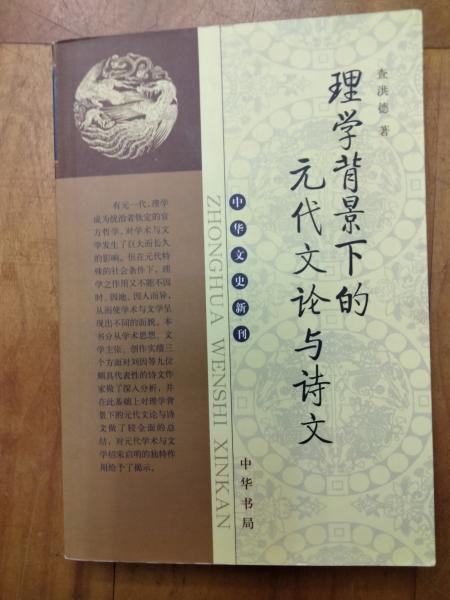 查洪德 著
理学背景下的
元代文论与诗文
中华文史新刊
ZHONGHUA WENSHI XINKAN
中华书局
有元一代，理学
成为统治者钦定的官
方哲学，对学术与文
学发生了巨大而长久
的影响。但在元代特
殊的社会条件下，理
学之作用又不能不因
时、因地、因人而异，
从而使学术与文学呈
现出不同的面貌。本
书分从学术思想、文
学主张、创作实绩三
个方面对刘因等九位
颇具代表性的诗文作
家做了深入分析，并
在此基础上对理学背
景下的元代文论与诗
文做了较全面的总
结，对元代学术与文
学绍宋启明的独特作
用给予了揭示。